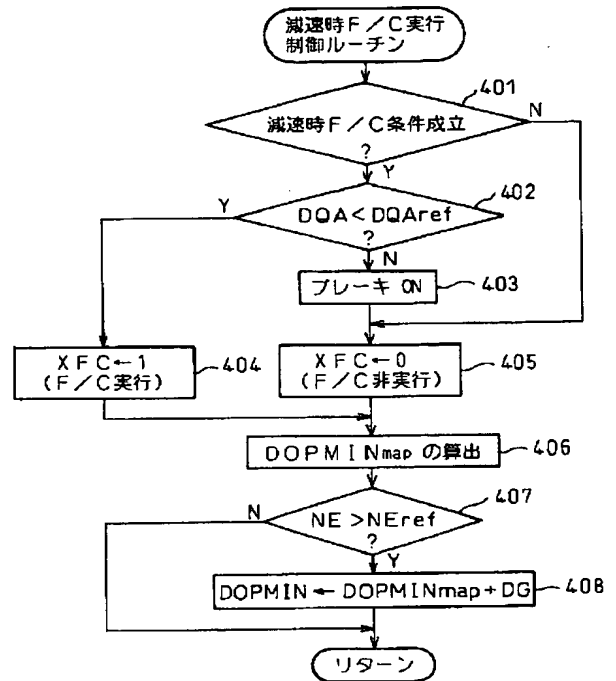 減速時F/C実行
制御ルーチン
401
減速時F/C条件成立
?
N
Y
402
DQA<DQAref
?
Y
N
ブレーキ ON
403
XFC←1
(F/C実行)
404
XFC←0
(F/C非実行)
405
DOPMINmap の算出
406
407
NE>NEref
?
N
Y
DOPMIN←DOPMINmap+DG
408
リターン